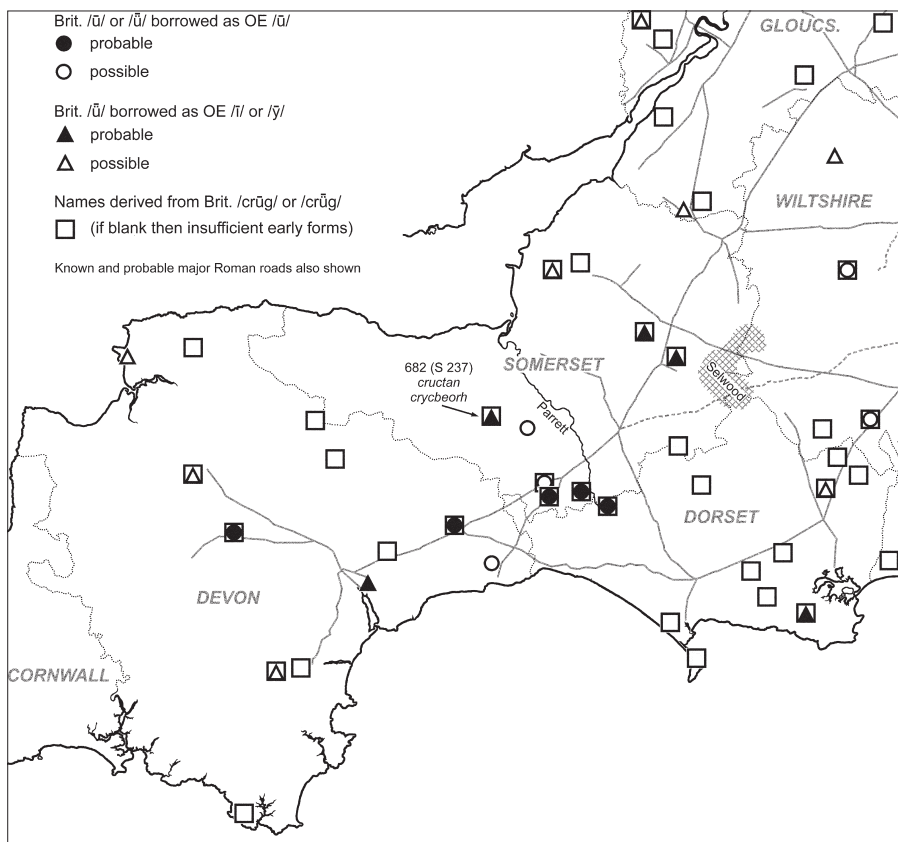 Brit. /ū/ or /ǖ/ borrowed as OE /ū/
probable
possible
Brit. /ǖ/ borrowed as OE /ī/ or /ȳ/
probable
possible
Names derived from Brit. /crūg/ or /crǖg/
(if blank then insufficient early forms)
Known and probable major Roman roads also shown
GLOUCS.
WILTSHIRE
SOMERSET
Selwood
682 (S 237)
cructan
crycbeorh
Parrett
DORSET
DEVON
CORNWALL